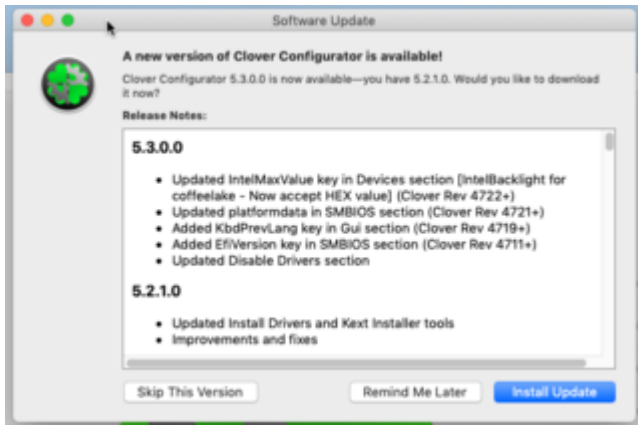 Software Update
A new version of Clover Configurator is available!
Clover Configurator 5.3.0.0 is now available—you have 5.2.1.0. Would you like to download
it now?
Release Notes:
5.3.0.0
• Updated IntelMaxValue key in Devices section [IntelBacklight for
coffeelake - Now accept HEX value] (Clover Rev 4722+)
• Updated platformdata in SMBIOS section (Clover Rev 4721+)
• Added KbdPrevLang key in Gui section (Clover Rev 4719+)
• Added EfiVersion key in SMBIOS section (Clover Rev 4711+)
• Updated Disable Drivers section
5.2.1.0
• Updated Install Drivers and Kext Installer tools
• Improvements and fixes
Skip This Version Remind Me Later Install Update